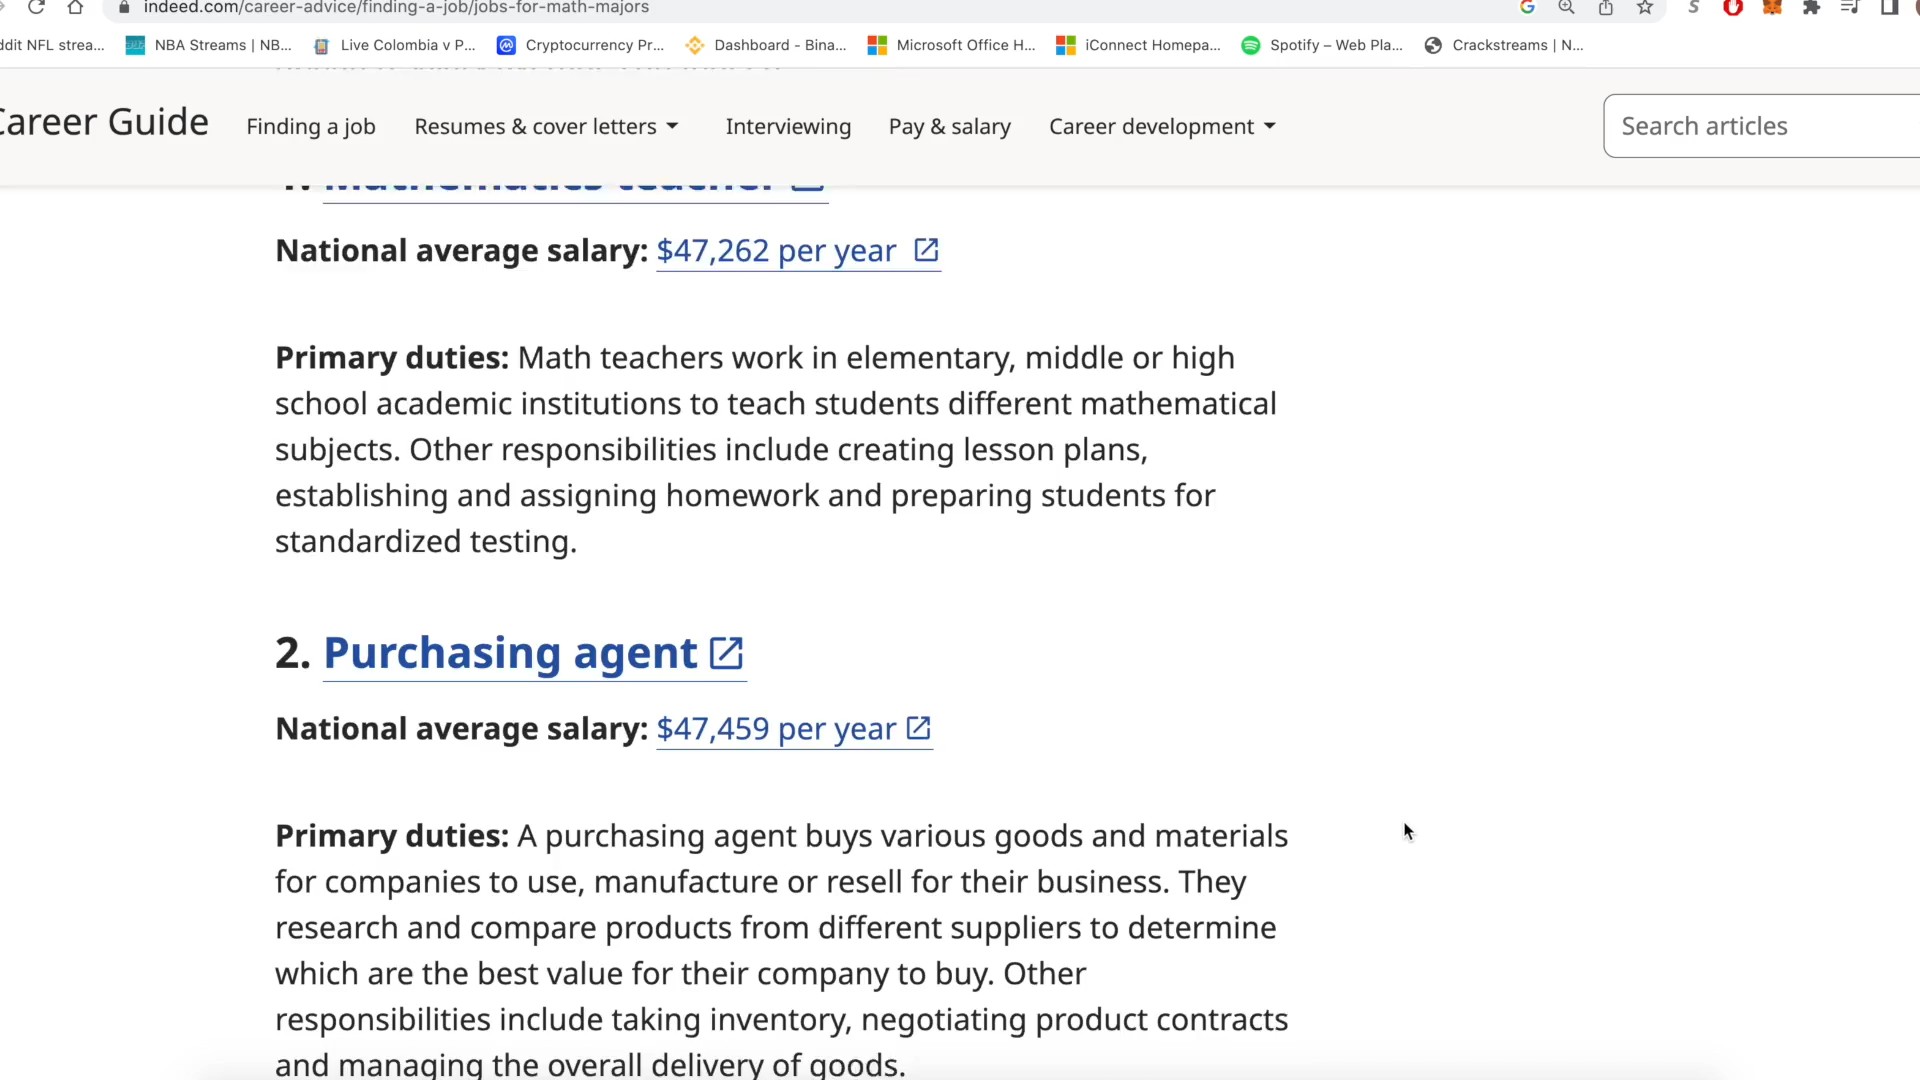 indeed.com/career-advice/finding-a-job/jobs-for-math-majors
ddit NFL strea... NBA Streams | NB... Live Colombia v P... Cryptocurrency Pr... Dashboard - Bina... Microsoft Office H... iConnect Homepa... Spotify – Web Pla... Crackstreams | N...
Career Guide Finding a job Resumes & cover letters Interviewing Pay & salary Career development Search articles
1. Mathematics teacher
National average salary: $47,262 per year
Primary duties: Math teachers work in elementary, middle or high
school academic institutions to teach students different mathematical
subjects. Other responsibilities include creating lesson plans,
establishing and assigning homework and preparing students for
standardized testing.
2. Purchasing agent
National average salary: $47,459 per year
Primary duties: A purchasing agent buys various goods and materials
for companies to use, manufacture or resell for their business. They
research and compare products from different suppliers to determine
which are the best value for their company to buy. Other
responsibilities include taking inventory, negotiating product contracts
and managing the overall delivery of goods.